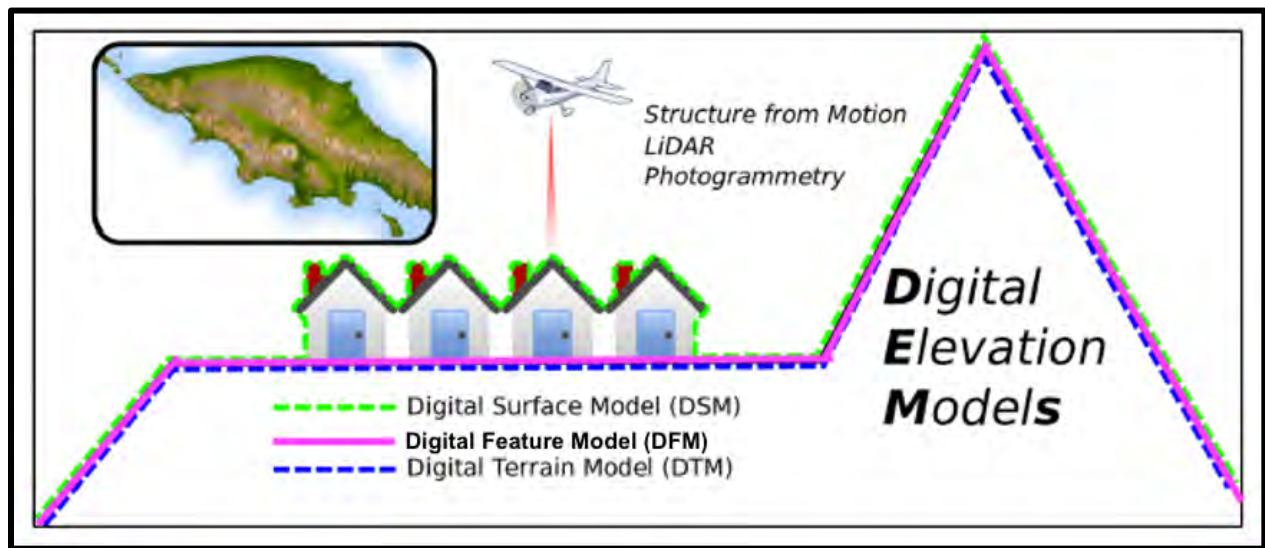 Structure from Motion
LiDAR
Photogrammetry
Digital
Elevation
Models
Digital Surface Model (DSM)
Digital Feature Model (DFM)
Digital Terrain Model (DTM)